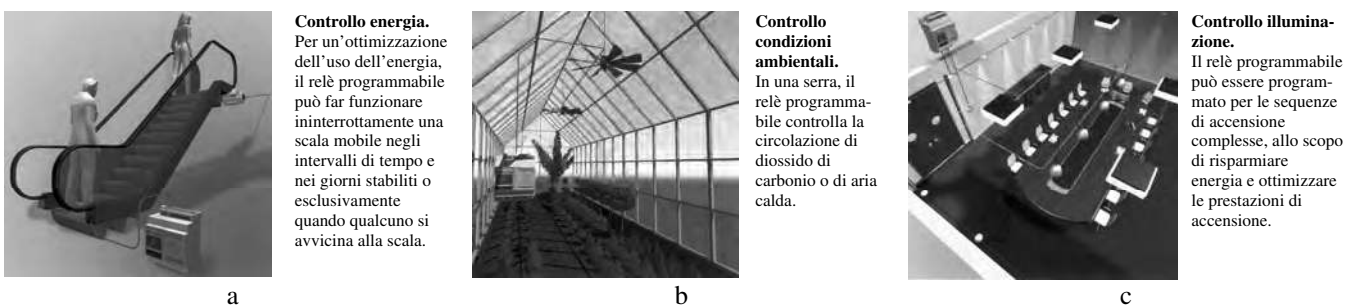 Controllo energia.
Per un'ottimizzazione
dell'uso dell'energia,
il relè programmabile
può far funzionare
ininterrottamente una
scala mobile negli
intervalli di tempo e
nei giorni stabiliti o
esclusivamente
quando qualcuno si
avvicina alla scala.
a
Controllo
condizioni
ambientali.
In una serra, il
relè programma-
bile controlla la
circolazione di
diossido di
carbonio o di aria
calda.
b
Controllo illumina-
zione.
Il relè programmabile
può essere program-
mato per le sequenze
di accensione
complesse, allo scopo
di risparmiare
energia e ottimizzare
le prestazioni di
accensione.
c